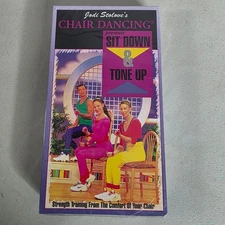 Jodi Stolove's
CHAIR DANCING®
SIT DOWN
&
TONE UP
Strength Training From The Comfort Of Your Chair